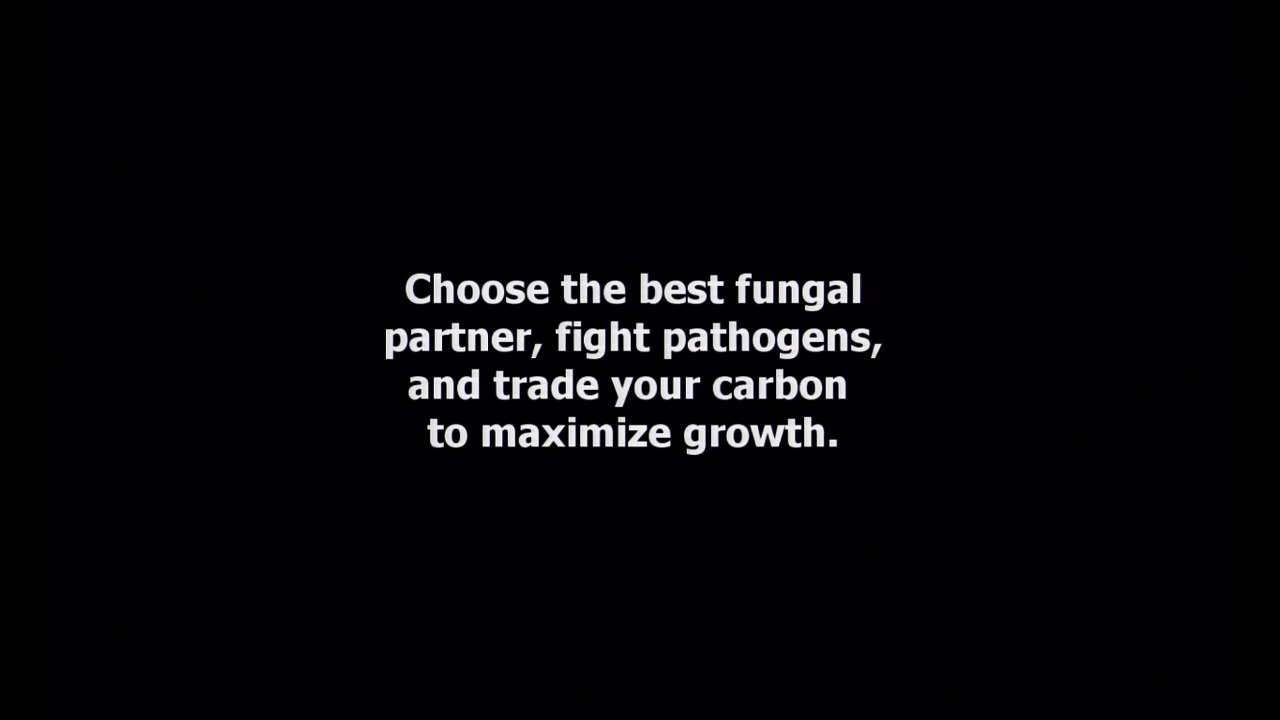 Choose the best fungal
partner, fight pathogens,
and trade your carbon
to maximize growth.